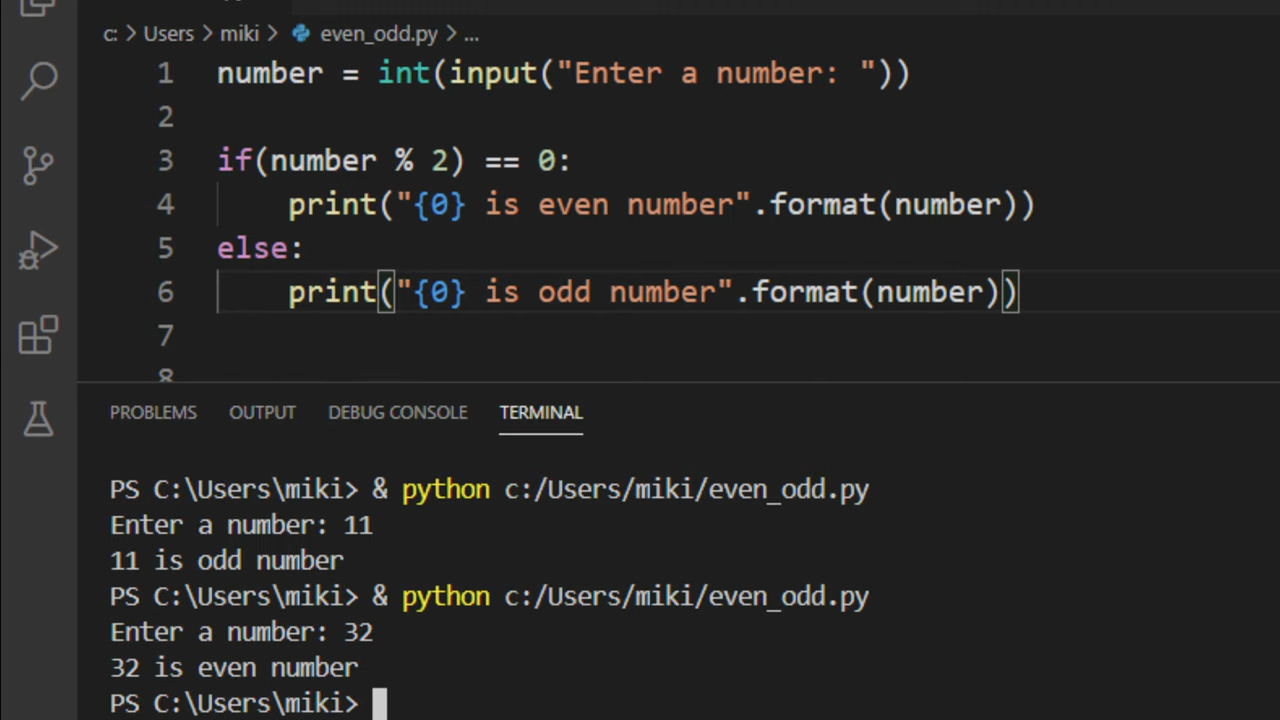 c: > Users > miki > even_odd.py > ...
1 number = int(input("Enter a number: "))
2
3 if(number % 2) == 0:
4     print("{0} is even number".format(number))
5 else:
6     print("{0} is odd number".format(number))
7
8
PROBLEMS OUTPUT DEBUG CONSOLE TERMINAL
PS C:\Users\miki> & python c:/Users/miki/even_odd.py
Enter a number: 11
11 is odd number
PS C:\Users\miki> & python c:/Users/miki/even_odd.py
Enter a number: 32
32 is even number
PS C:\Users\miki>